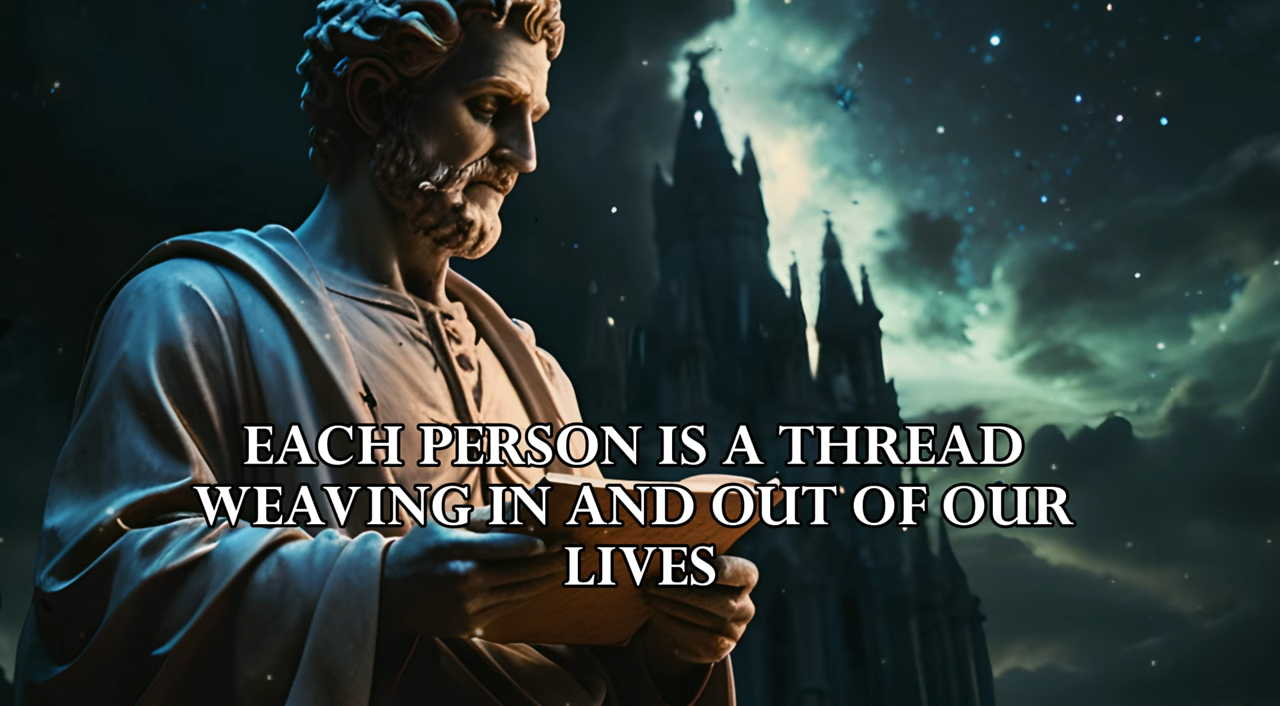 EACH PERSON IS A THREAD
WEAVING IN AND OUT OF OUR
LIVES